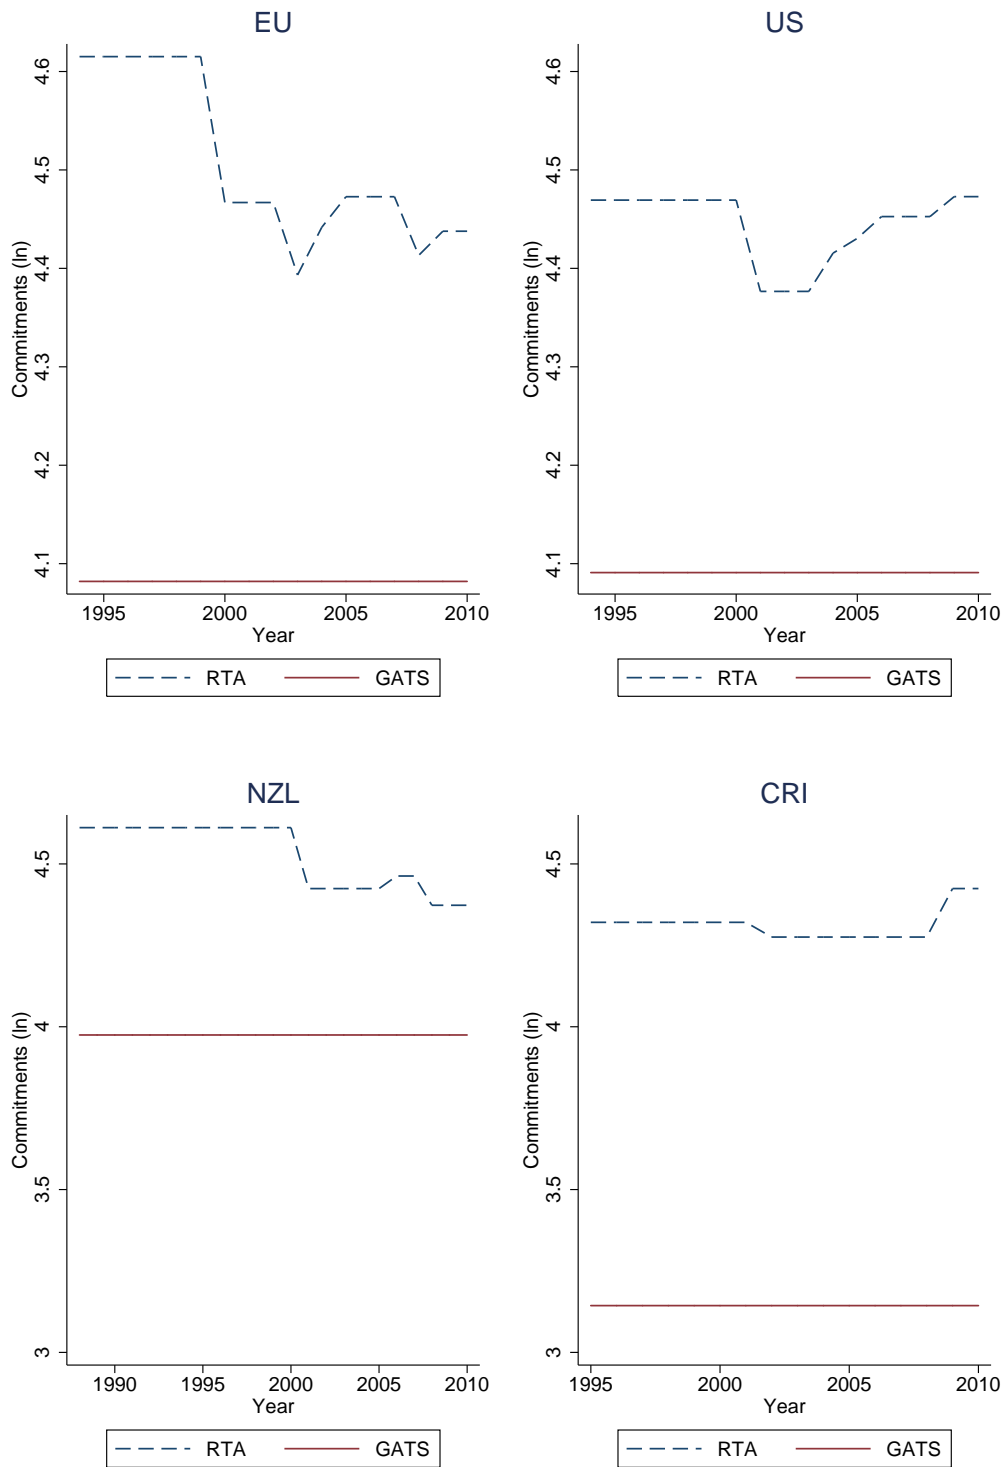 EU
Commitments (ln)
4.6
4.5
4.4
4.3
4.2
4.1
1995 2000 2005 2010
Year
RTA GATS
US
Commitments (ln)
4.6
4.5
4.4
4.3
4.2
4.1
1995 2000 2005 2010
Year
RTA GATS
NZL
Commitments (ln)
4.5
4
3.5
3
1990 1995 2000 2005 2010
Year
RTA GATS
CRI
Commitments (ln)
4.5
4
3.5
3
1995 2000 2005 2010
Year
RTA GATS